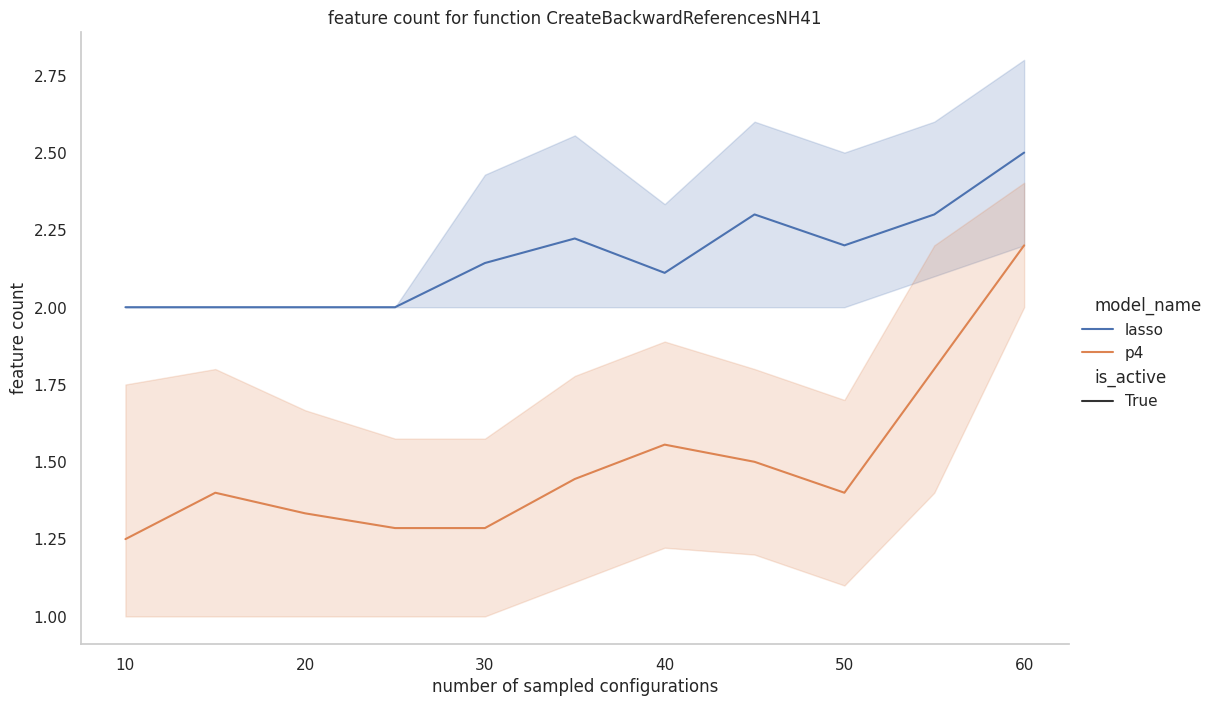 feature count for function CreateBackwardReferencesNH41
2.75
2.50
2.25
2.00
1.75
1.50
1.25
1.00
feature count
10 20 30 40 50 60
number of sampled configurations
model_name
lasso
p4
is_active
True